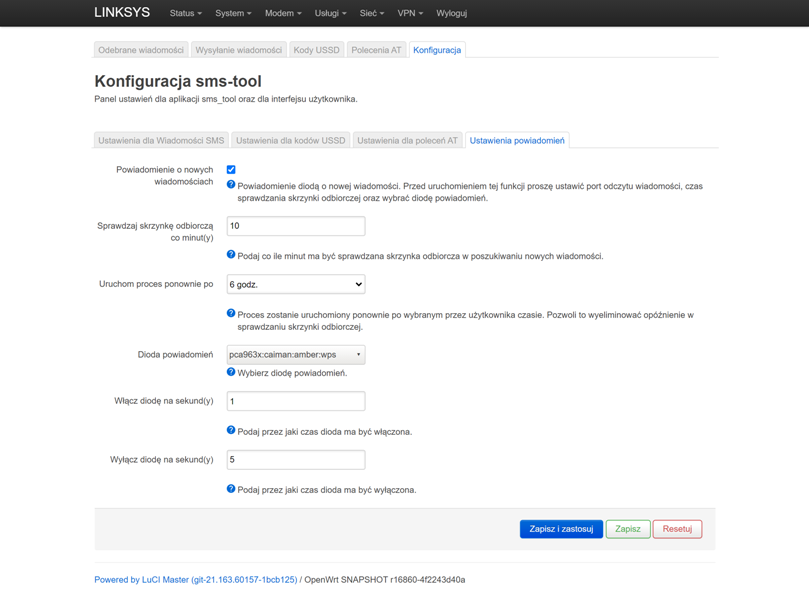 LINKSYS Status System Modem Usługi Sieć VPN Wyloguj
Odebrane wiadomości Wysyłanie wiadomości Kody USSD Polecenia AT Konfiguracja
Konfiguracja sms-tool
Panel ustawień dla aplikacji sms_tool oraz dla interfejsu użytkownika.
Ustawienia dla Wiadomości SMS Ustawienia dla kodów USSD Ustawienia dla poleceń AT Ustawienia powiadomień
Powiadomienie o nowych
wiadomościach
Powiadomienie diodą o nowej wiadomości. Przed uruchomieniem tej funkcji proszę ustawić port odczytu wiadomości, czas
sprawdzania skrzynki odbiorczej oraz wybrać diodę powiadomień.
Sprawdzaj skrzynkę odbiorczą
co minut(y)
10
Podaj co ile minut ma być sprawdzana skrzynka odbiorcza w poszukiwaniu nowych wiadomości.
Uruchom proces ponownie po
6 godz.
Proces zostanie uruchomiony ponownie po wybranym przez użytkownika czasie. Pozwoli to wyeliminować opóźnienie w
sprawdzaniu skrzynki odbiorczej.
Dioda powiadomień
pca963x:caiman:amber:wps
Wybierz diodę powiadomień.
Włącz diodę na sekund(y)
1
Podaj przez jaki czas dioda ma być włączona.
Wyłącz diodę na sekund(y)
5
Podaj przez jaki czas dioda ma być wyłączona.
Zapisz i zastosuj Zapisz Resetuj
Powered by LuCI Master (git-21.163.60157-1bcb125) / OpenWrt SNAPSHOT r16860-4f2243d40a